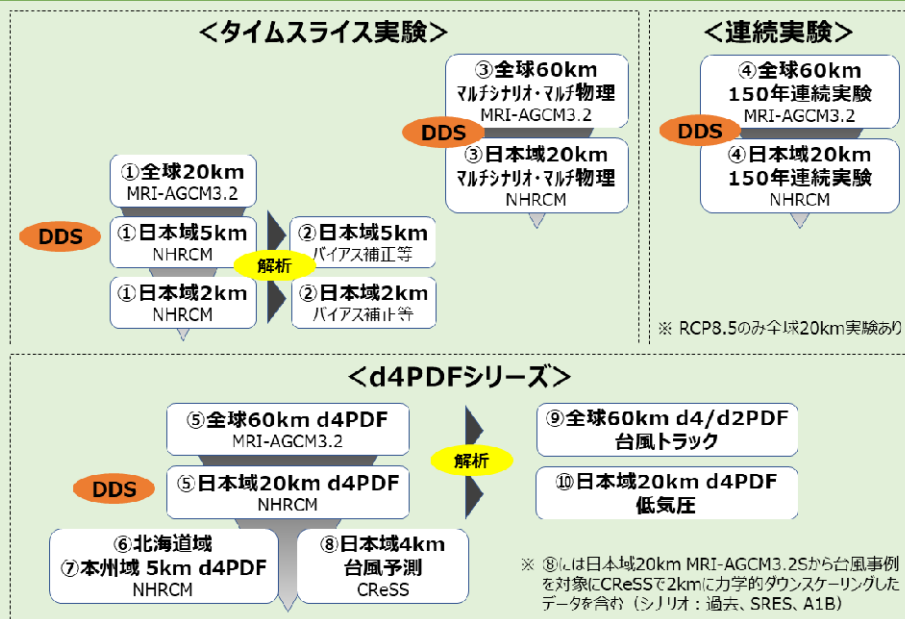 <タイムスライス実験>
③全球60km
マルチシナリオ・マルチ物理
MRI-AGCM3.2
DDS
③日本域20km
マルチシナリオ・マルチ物理
NHRCM
①全球20km
MRI-AGCM3.2
DDS
①日本域5km
NHRCM
解析
②日本域5km
バイアス補正等
①日本域2km
NHRCM
②日本域2km
バイアス補正等
<連続実験>
④全球60km
150年連続実験
MRI-AGCM3.2
DDS
④日本域20km
150年連続実験
NHRCM
※ RCP8.5のみ全球20km実験あり
<d4PDFシリーズ>
⑤全球60km d4PDF
MRI-AGCM3.2
DDS
⑤日本域20km d4PDF
NHRCM
⑥北海道域
⑦本州域 5km d4PDF
NHRCM
⑧日本域4km
台風予測
CReSS
解析
⑨全球60km d4/d2PDF
台風トラック
⑩日本域20km d4PDF
低気圧
※ ⑧には日本域20km MRI-AGCM3.2Sから台風事例
を対象にCReSSで2kmに力学的ダウンスケーリングした
データを含む（シナリオ：過去、SRES、A1B）